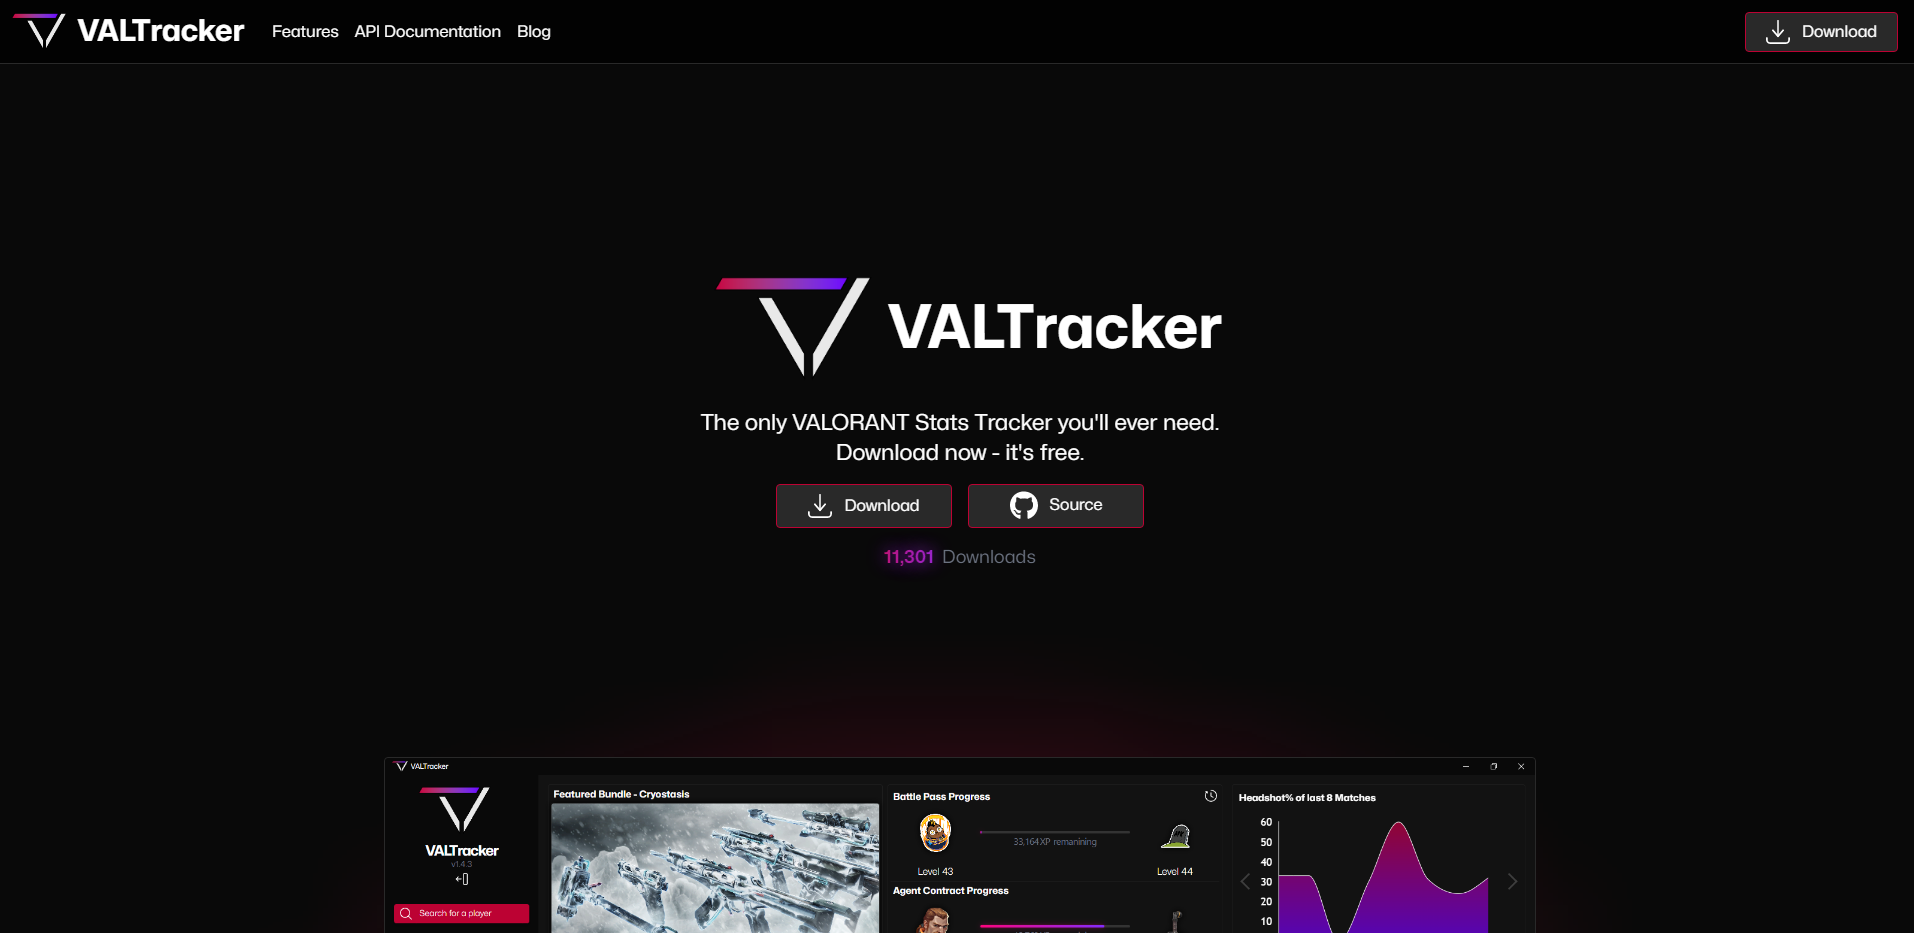 VALTracker
Features API Documentation Blog
Download
VALTracker
The only VALORANT Stats Tracker you'll ever need.
Download now - it's free.
Download
Source
11,301 Downloads
VALTracker
VALTracker
v1.4.3
Search for a player
Featured Bundle - Cryostasis
Battle Pass Progress
33,164 XP remaining
Level 43
Level 44
Agent Contract Progress
Headshot% of last 8 Matches
60
50
40
30
20
10